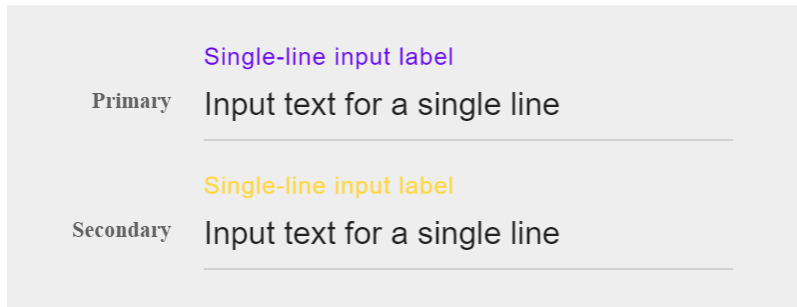 Single-line input label
Primary
Input text for a single line
Single-line input label
Secondary
Input text for a single line